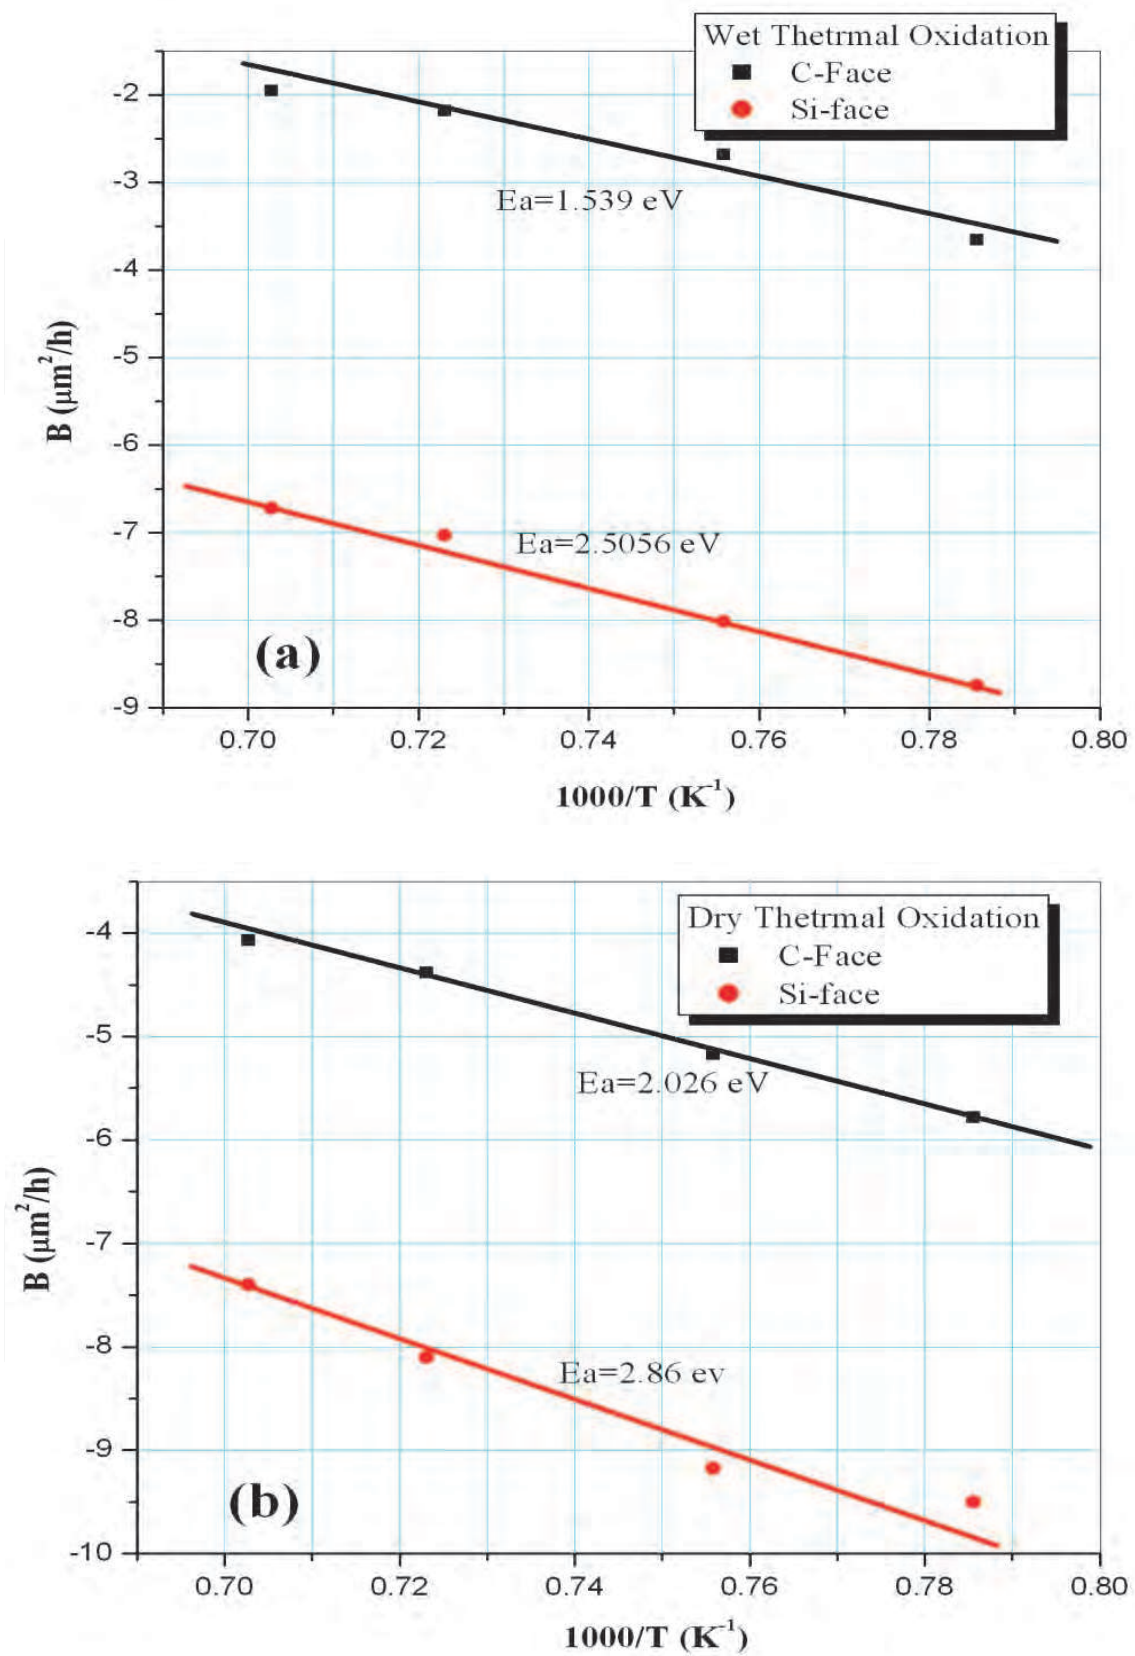 Wet Thetrmal Oxidation
C-Face
Si-face
-2
-3
-4
-5
-6
-7
-8
-9
B (μm²/h)
Ea=1.539 eV
Ea=2.5056 eV
(a)
0.70 0.72 0.74 0.76 0.78 0.80
1000/T (K⁻¹)
Dry Thetrmal Oxidation
C-Face
Si-face
-4
-5
-6
-7
-8
-9
-10
B (μm²/h)
Ea=2.026 eV
Ea=2.86 ev
(b)
0.70 0.72 0.74 0.76 0.78 0.80
1000/T (K⁻¹)